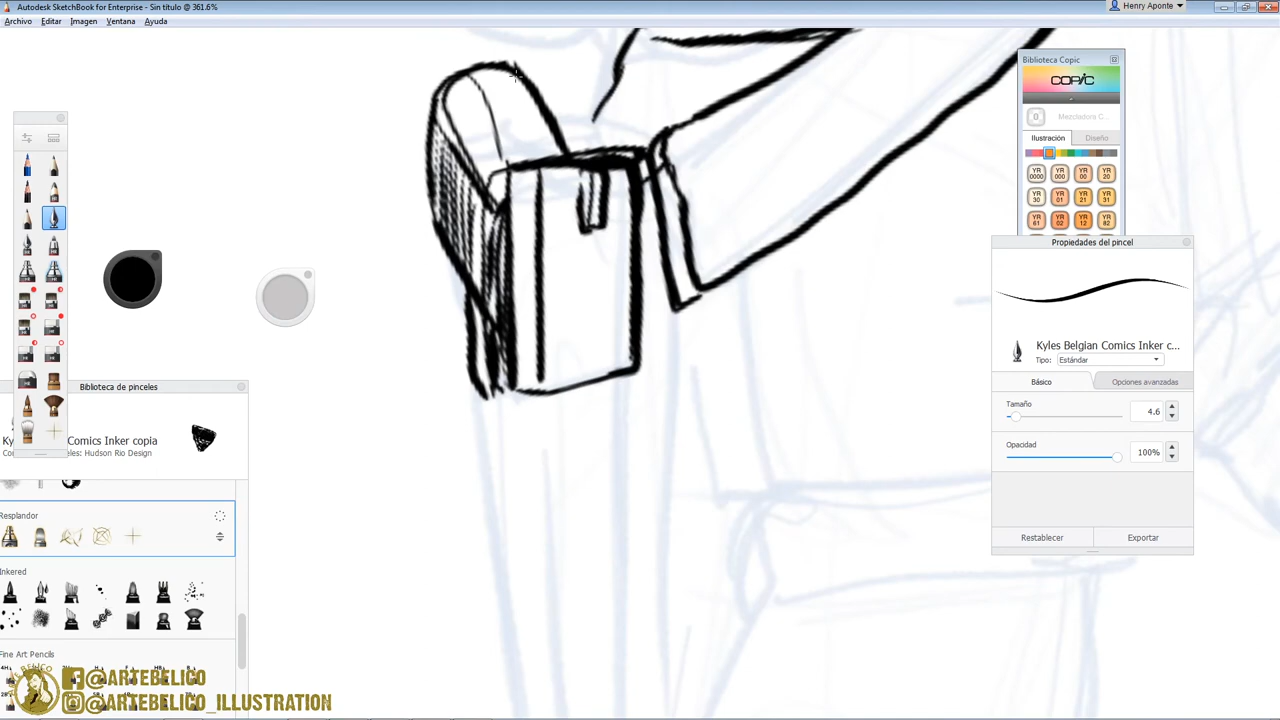 Autodesk SketchBook for Enterprise - Sin título @ 361.6%
Henry Aponte
Archivo Editar Imagen Ventana Ayuda
Biblioteca Copic
COPIC
0 Mezcladora C...
Ilustración Diseño
YR 0000 YR 000 YR 00 YR 20
YR 30 YR 01 YR 21 YR 31
YR 61 YR 02 YR 12 YR 82
Propiedades del pincel
Kyles Belgian Comics Inker c...
Tipo: Estándar
Básico Opciones avanzadas
Tamaño
4.6
Opacidad
100%
Restablecer Exportar
Biblioteca de pinceles
Comics Inker copia
pinceles: Hudson Rio Design
Resplandor
Inkered
Fine Art Pencils
@ARTEBELICO
@ARTEBELICO_ILLUSTRATION